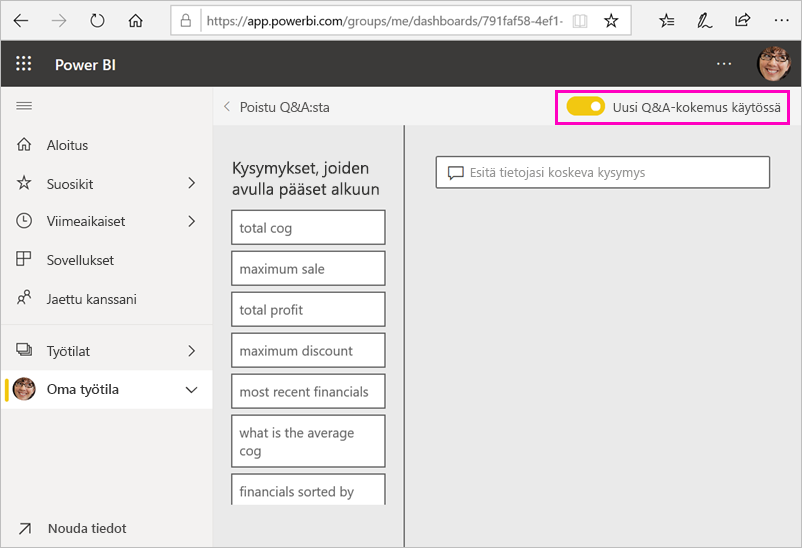 https://app.powerbi.com/groups/me/dashboards/791faf58-4ef1-
Power BI
Poistu Q&A:sta
Uusi Q&A-kokemus käytössä
Aloitus
Suosikit
Viimeaikaiset
Sovellukset
Jaettu kanssani
Työtilat
Oma työtila
Nouda tiedot
Kysymykset, joiden
avulla pääset alkuun
total cog
maximum sale
total profit
maximum discount
most recent financials
what is the average
cog
financials sorted by
Esitä tietojasi koskeva kysymys